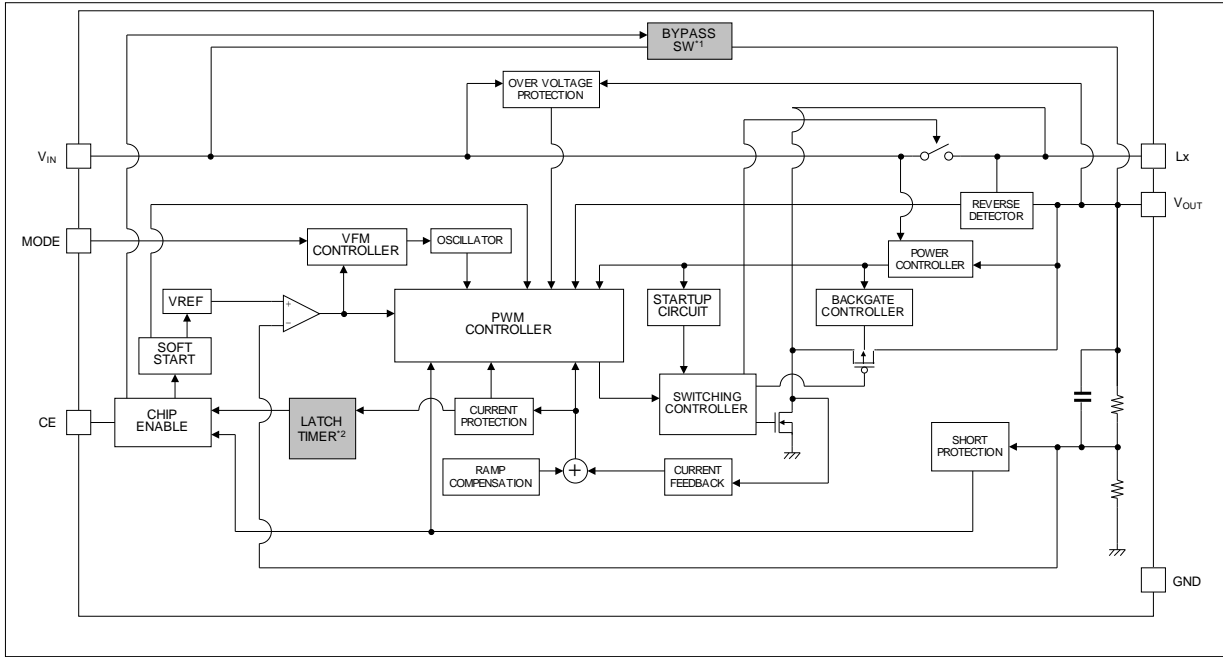 BYPASS
SW*1
OVER VOLTAGE
PROTECTION
VIN
Lx
REVERSE
DETECTOR
VOUT
MODE
VFM
CONTROLLER
OSCILLATOR
POWER
CONTROLLER
VREF
+
−
PWM
CONTROLLER
STARTUP
CIRCUIT
BACKGATE
CONTROLLER
SOFT
START
SWITCHING
CONTROLLER
CE
CHIP
ENABLE
LATCH
TIMER*2
CURRENT
PROTECTION
SHORT
PROTECTION
RAMP
COMPENSATION
+
CURRENT
FEEDBACK
GND